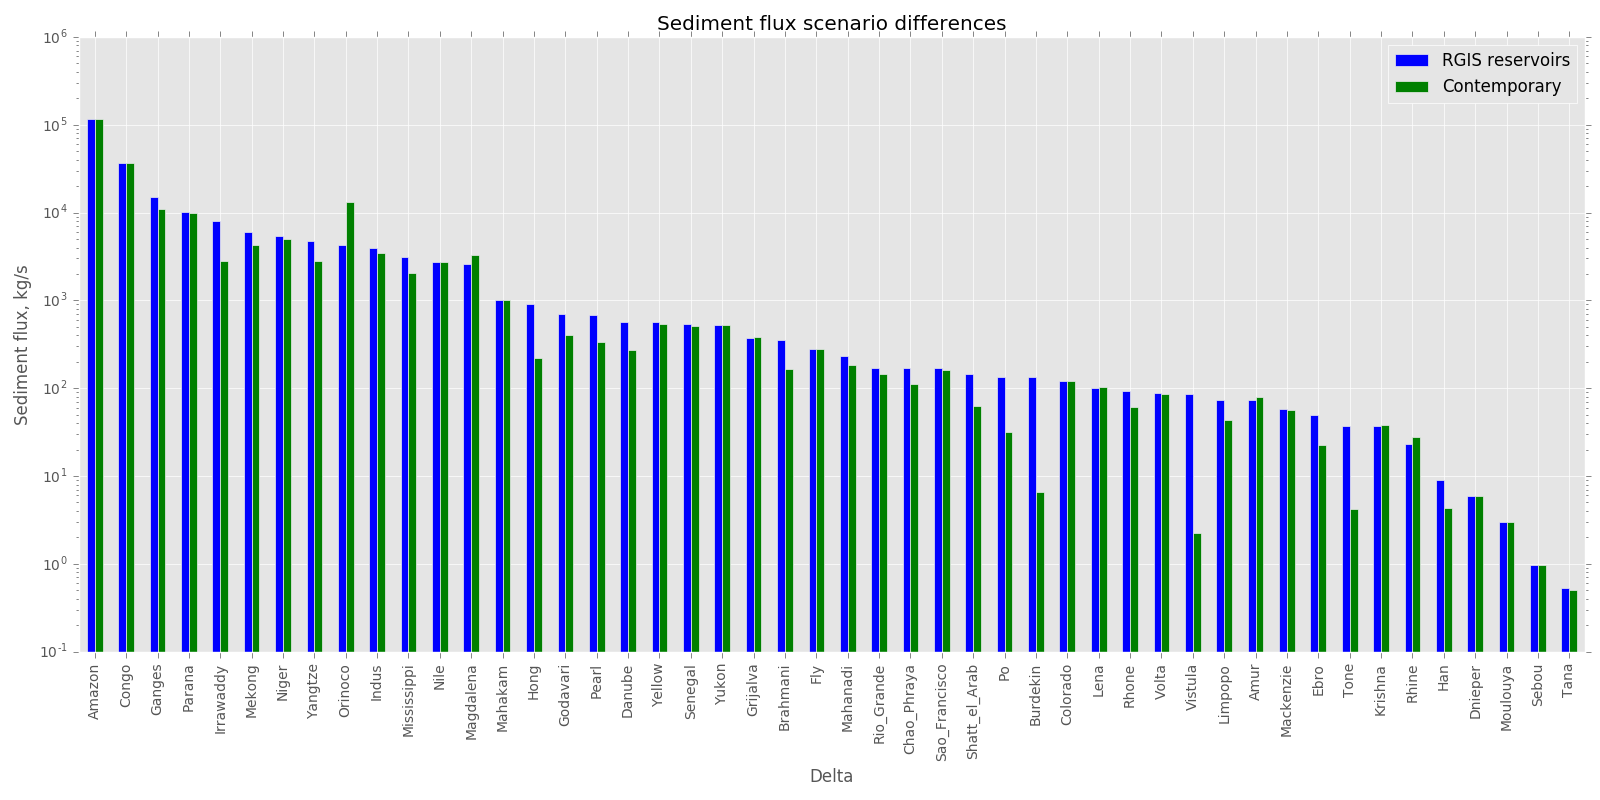 Sediment flux scenario differences
RGIS reservoirs
Contemporary
Sediment flux, kg/s
10^6
10^5
10^4
10^3
10^2
10^1
10^0
10^-1
Amazon
Congo
Ganges
Parana
Irrawaddy
Mekong
Niger
Yangtze
Orinoco
Indus
Mississippi
Nile
Magdalena
Mahakam
Hong
Godavari
Pearl
Danube
Yellow
Senegal
Yukon
Grijalva
Brahmani
Fly
Mahanadi
Rio_Grande
Chao_Phraya
Sao_Francisco
Shatt_el_Arab
Po
Burdekin
Colorado
Lena
Rhone
Volta
Vistula
Limpopo
Amur
Mackenzie
Ebro
Tone
Krishna
Rhine
Han
Dnieper
Moulouya
Sebou
Tana
Delta